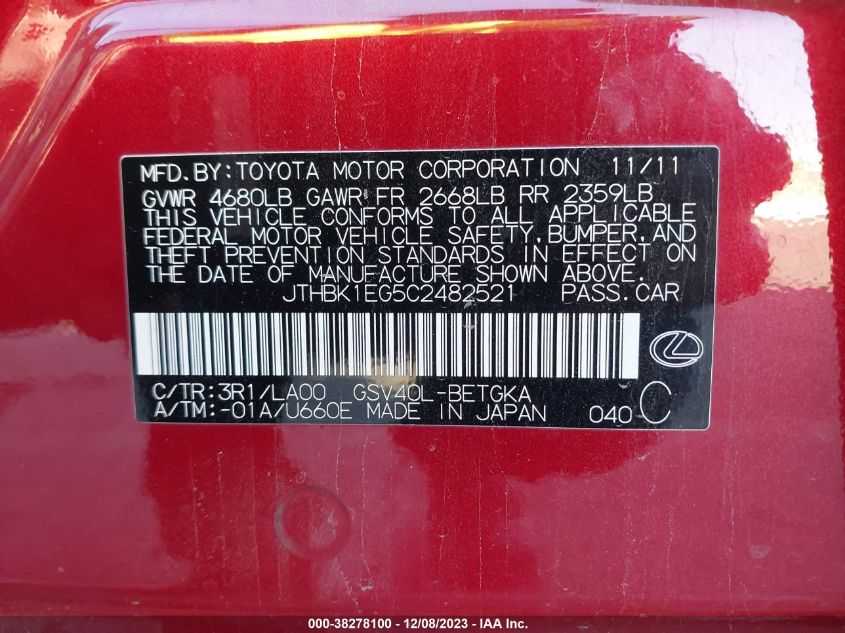 MFD.BY:TOYOTA MOTOR CORPORATION 11/11
GVWR 4680LB GAWR FR 2668LB RR 2359LB
THIS VEHICLE CONFORMS TO ALL APPLICABLE
FEDERAL MOTOR VEHICLE SAFETY,BUMPER,AND
THEFT PREVENTION STANDARDS IN EFFECT ON
THE DATE OF MANUFACTURE SHOWN ABOVE.
JTHBK1EG5C2482521 PASS.CAR
C/TR:3R1/LA00 GSV40L-BETGKA
A/TM:-01A/U660E MADE IN JAPAN 040 C
000-38278100 - 12/08/2023 - IAA Inc.